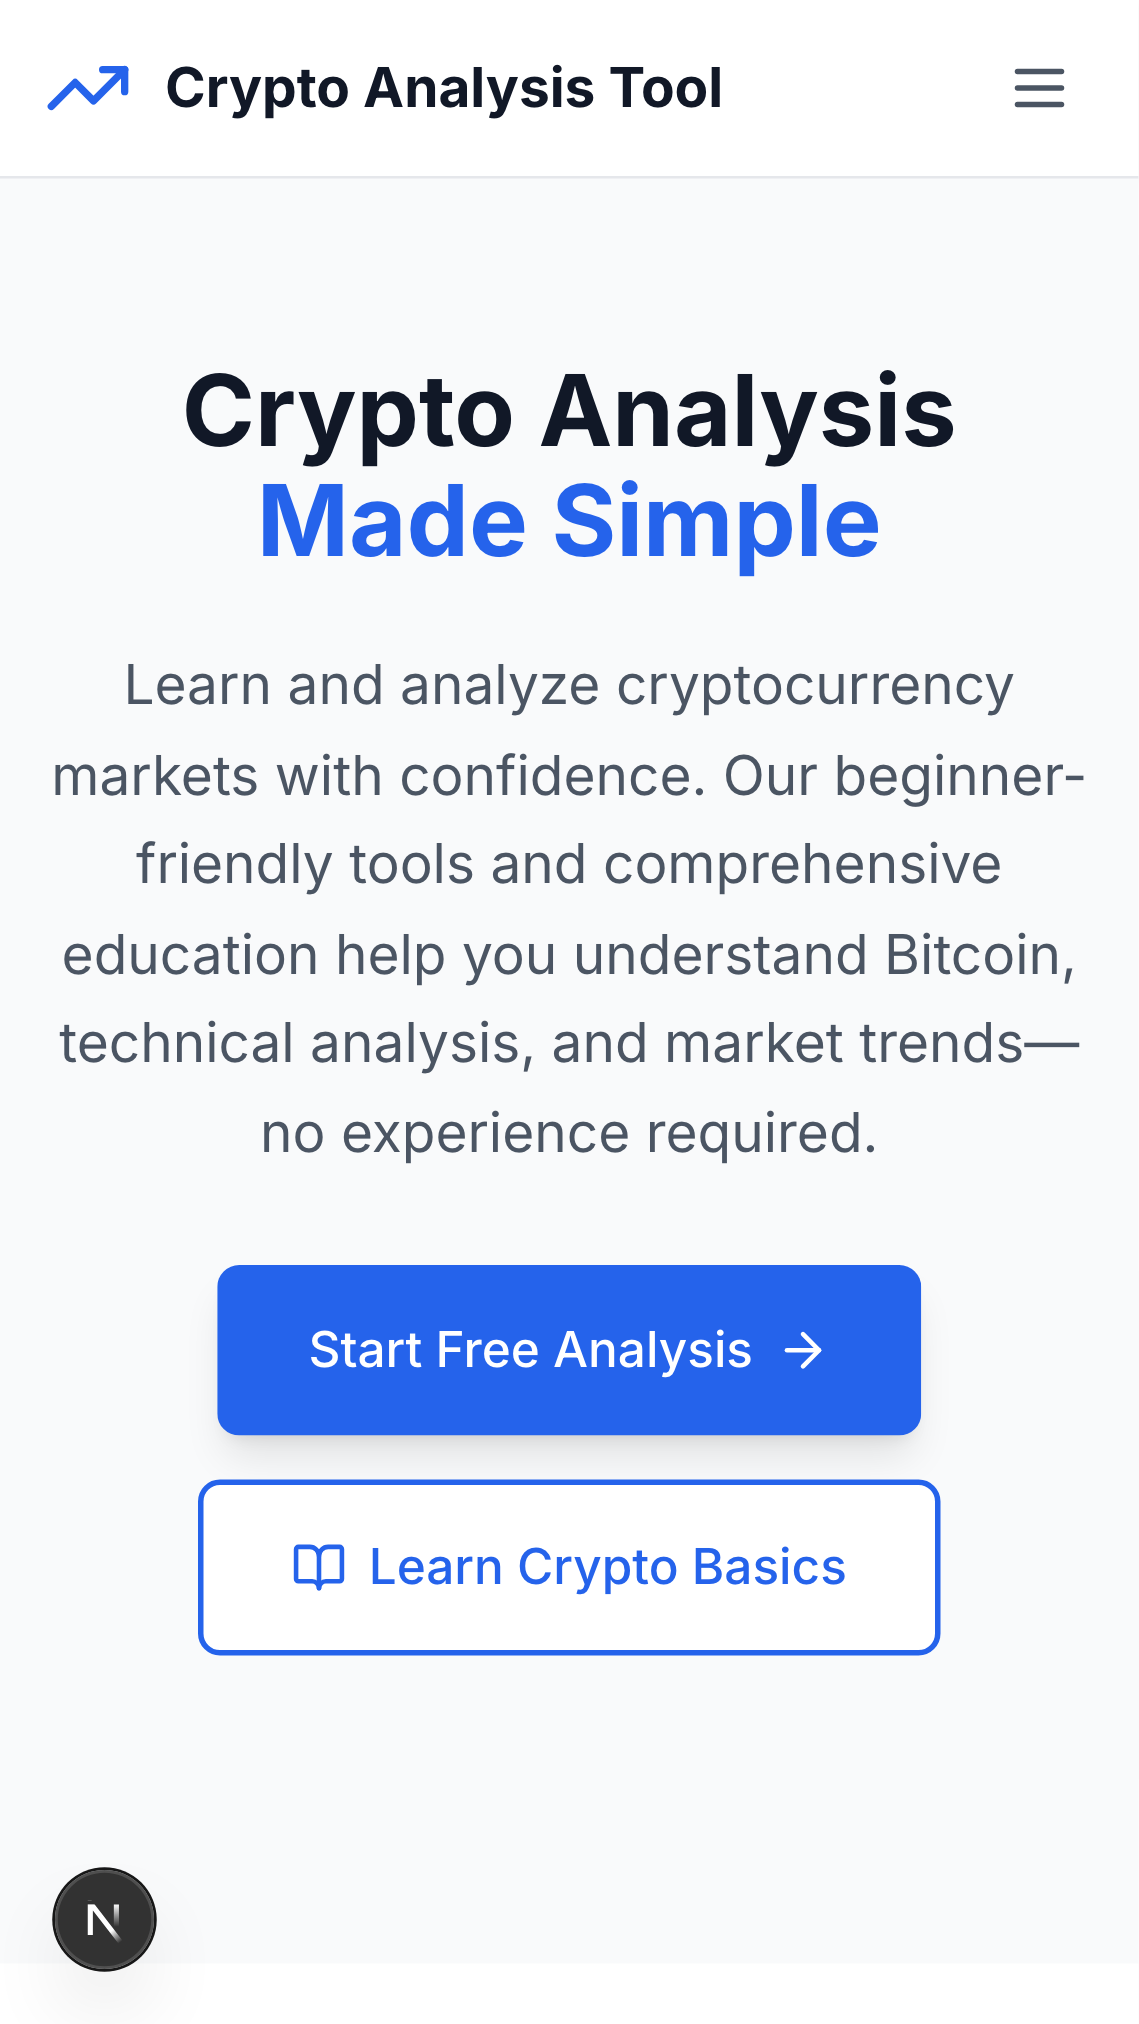 Crypto Analysis Tool
Crypto Analysis
Made Simple
Learn and analyze cryptocurrency
markets with confidence. Our beginner-
friendly tools and comprehensive
education help you understand Bitcoin,
technical analysis, and market trends—
no experience required.
Start Free Analysis
Learn Crypto Basics
N